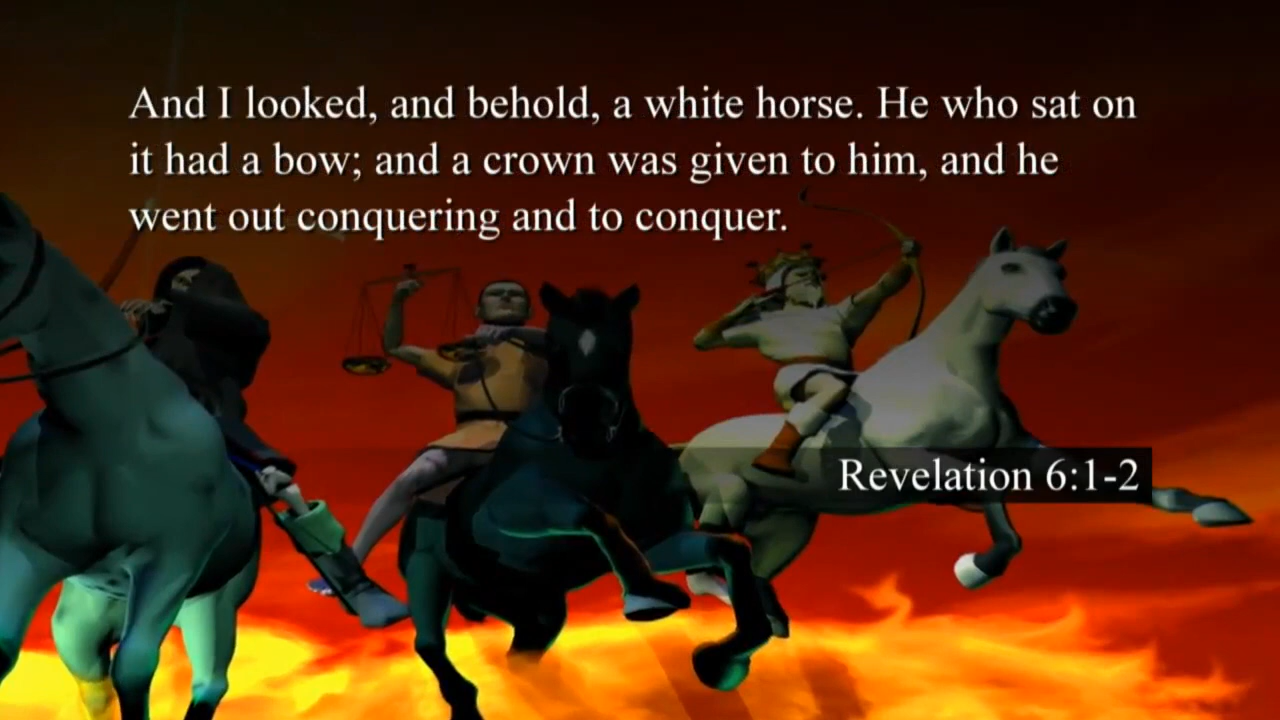 And I looked, and behold, a white horse. He who sat on
it had a bow; and a crown was given to him, and he
went out conquering and to conquer.
Revelation 6:1-2